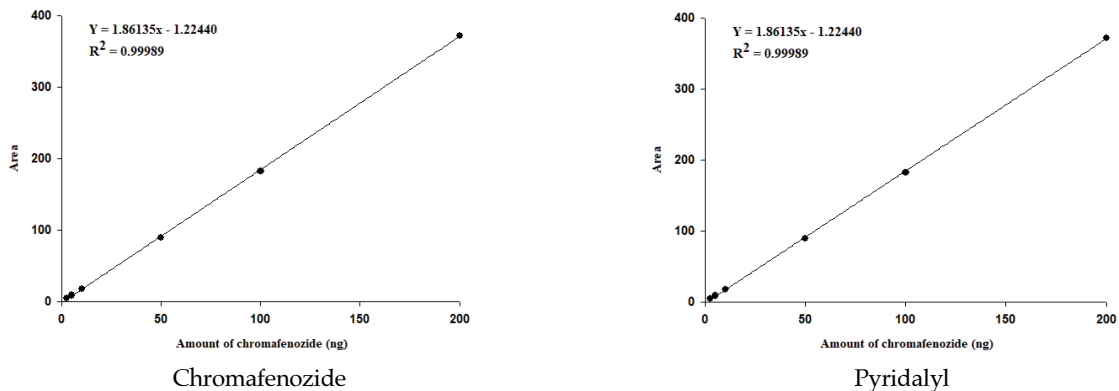 400
Y = 1.86135x - 1.22440
R2 = 0.99989
300
Area
200
100
0
0 50 100 150 200
Amount of chromafenozide (ng)
Chromafenozide
400
Y = 1.86135x - 1.22440
R2 = 0.99989
300
Area
200
100
0
0 50 100 150 200
Amount of chromafenozide (ng)
Pyridalyl